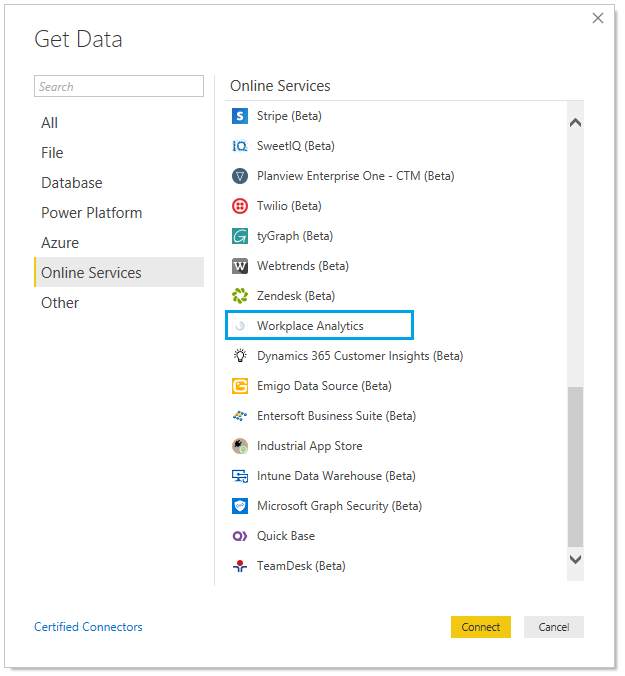 Get Data
Search
All
File
Database
Power Platform
Azure
Online Services
Other
Online Services
Stripe (Beta)
SweetIQ (Beta)
Planview Enterprise One - CTM (Beta)
Twilio (Beta)
tyGraph (Beta)
Webtrends (Beta)
Zendesk (Beta)
Workplace Analytics
Dynamics 365 Customer Insights (Beta)
Emigo Data Source (Beta)
Entersoft Business Suite (Beta)
Industrial App Store
Intune Data Warehouse (Beta)
Microsoft Graph Security (Beta)
Quick Base
TeamDesk (Beta)
Certified Connectors
Connect
Cancel